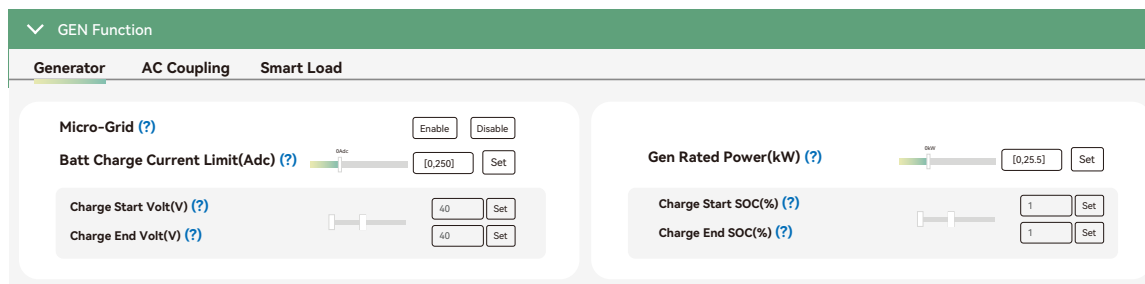 GEN Function
Generator AC Coupling Smart Load
Micro-Grid (?) Enable Disable
0Adc
Batt Charge Current Limit(Adc) (?) [0,250] Set
Charge Start Volt(V) (?) 40 Set
Charge End Volt(V) (?) 40 Set
0kW
Gen Rated Power(kW) (?) [0,25.5] Set
Charge Start SOC(%) (?) 1 Set
Charge End SOC(%) (?) 1 Set